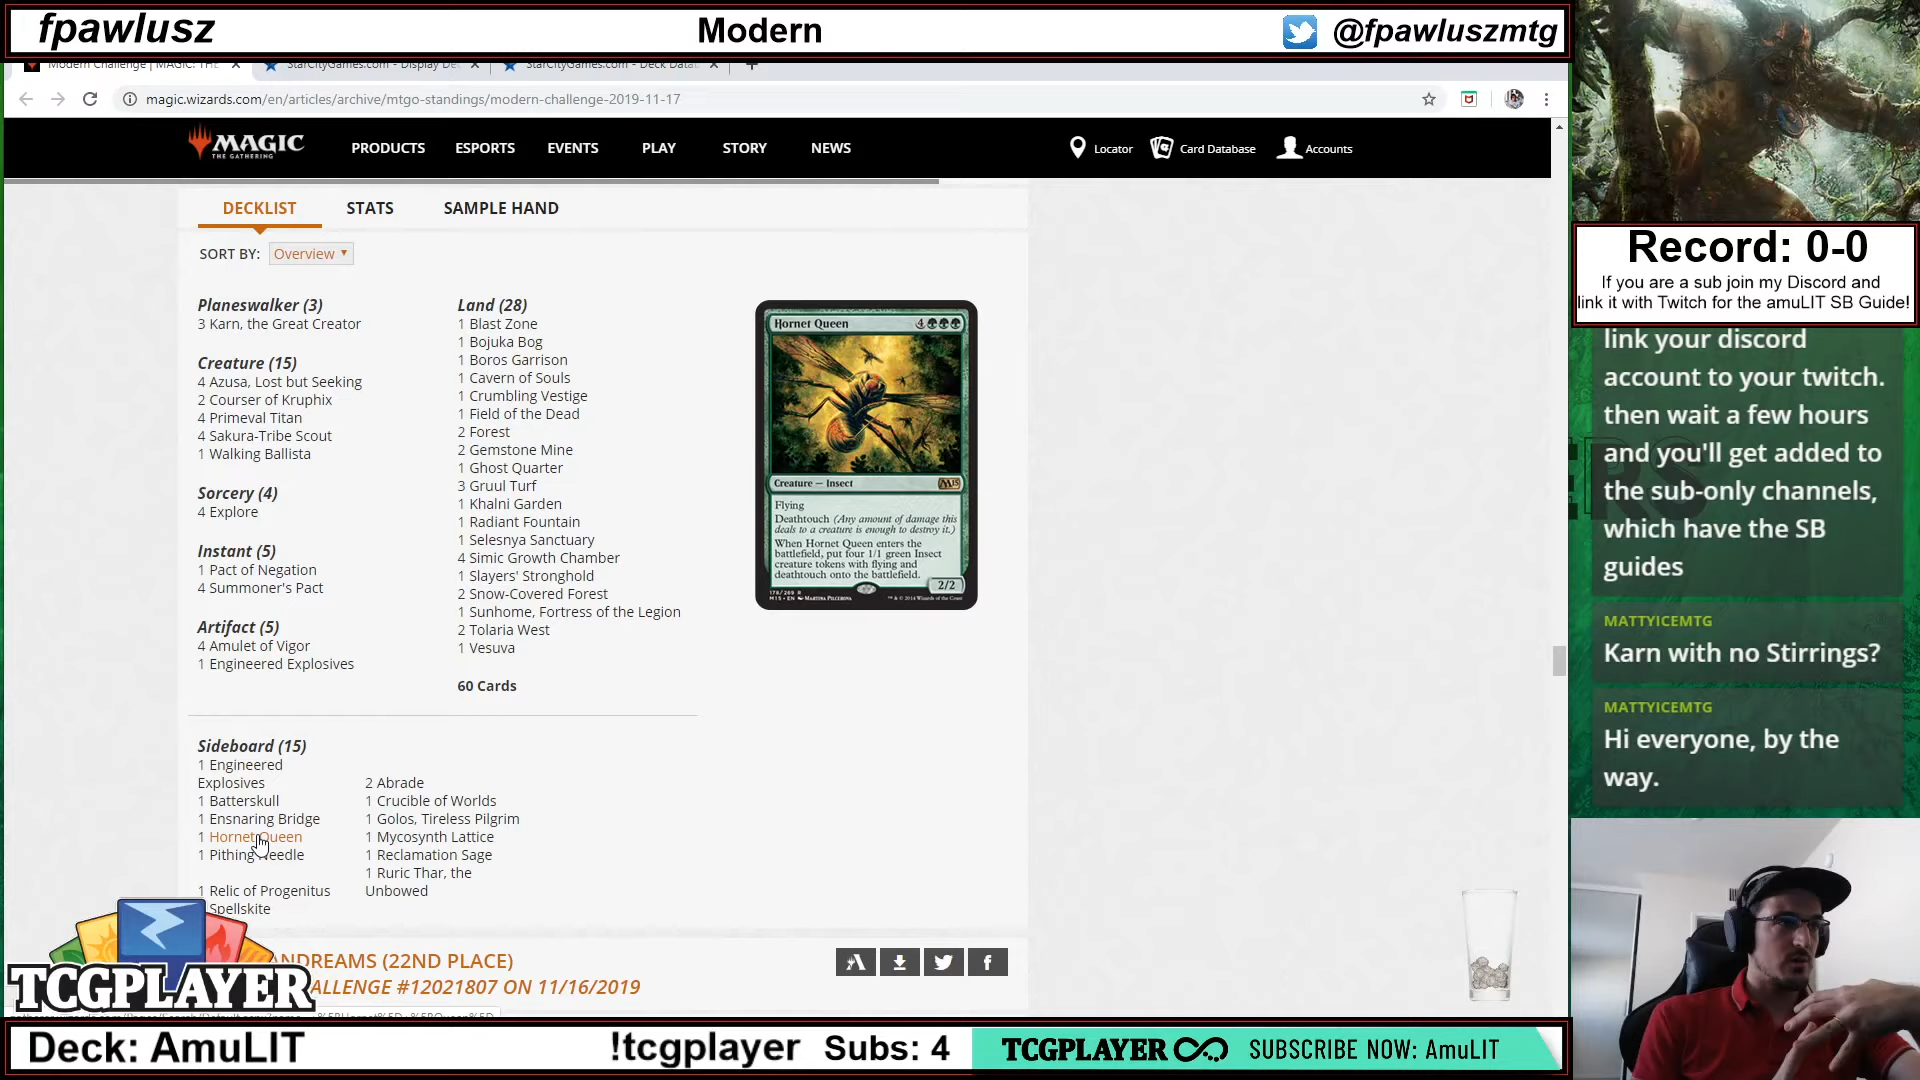 fpawlusz
Modern
@fpawluszmtg
Modern Challenge | MAGIC: THE
StarCityGames.com - Display De
StarCityGames.com - Deck Data
magic.wizards.com/en/articles/archive/mtgo-standings/modern-challenge-2019-11-17
MAGIC
THE GATHERING
PRODUCTS
ESPORTS
EVENTS
PLAY
STORY
NEWS
Locator
Card Database
Accounts
DECKLIST
STATS
SAMPLE HAND
SORT BY: Overview
Planeswalker (3)
3 Karn, the Great Creator
Creature (15)
4 Azusa, Lost but Seeking
2 Courser of Kruphix
4 Primeval Titan
4 Sakura-Tribe Scout
1 Walking Ballista
Sorcery (4)
4 Explore
Instant (5)
1 Pact of Negation
4 Summoner's Pact
Artifact (5)
4 Amulet of Vigor
1 Engineered Explosives
Land (28)
1 Blast Zone
1 Bojuka Bog
1 Boros Garrison
1 Cavern of Souls
1 Crumbling Vestige
1 Field of the Dead
2 Forest
2 Gemstone Mine
1 Ghost Quarter
3 Gruul Turf
1 Khalni Garden
1 Radiant Fountain
1 Selesnya Sanctuary
4 Simic Growth Chamber
1 Slayers' Stronghold
2 Snow-Covered Forest
1 Sunhome, Fortress of the Legion
2 Tolaria West
1 Vesuva
60 Cards
Hornet Queen 4
Creature — Insect
M15
Flying
Deathtouch (Any amount of damage this
deals to a creature is enough to destroy it.)
When Hornet Queen enters the
battlefield, put four 1/1 green Insect
creature tokens with flying and
deathtouch onto the battlefield.
2/2
Sideboard (15)
1 Engineered
Explosives
1 Batterskull
1 Ensnaring Bridge
1 Hornet Queen
1 Pithing Needle
1 Relic of Progenitus
Spellskite
2 Abrade
1 Crucible of Worlds
1 Golos, Tireless Pilgrim
1 Mycosynth Lattice
1 Reclamation Sage
1 Ruric Thar, the
Unbowed
NDREAMS (22ND PLACE)
ALLENGE #12021807 ON 11/16/2019
TCGPLAYER
Record: 0-0
If you are a sub join my Discord and
link it with Twitch for the amuLIT SB Guide!
link your discord
account to your twitch.
then wait a few hours
and you'll get added to
the sub-only channels,
which have the SB
guides
MATTYICEMTG
Karn with no Stirrings?
MATTYICEMTG
Hi everyone, by the
way.
Deck: AmuLIT
!tcgplayer
Subs: 4
TCGPLAYER
SUBSCRIBE NOW: AmuLIT